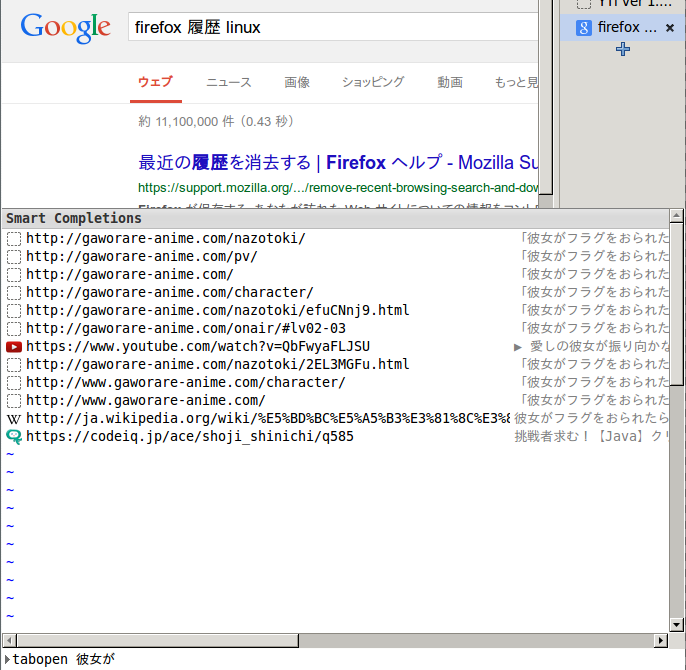 Google
firefox 履歴 linux
YTT ver 1....
firefox ...
ウェブ ニュース 画像 ショッピング 動画 もっと見
約 11,100,000 件 （0.43 秒）
最近の履歴を消去する | Firefox ヘルプ - Mozilla Su
https://support.mozilla.org/.../remove-recent-browsing-search-and-dow
Smart Completions
http://gaworare-anime.com/nazotoki/ 「彼女がフラグをおられた
http://gaworare-anime.com/pv/ 「彼女がフラグをおられた
http://gaworare-anime.com/ 「彼女がフラグをおられた
http://gaworare-anime.com/character/ 「彼女がフラグをおられた
http://gaworare-anime.com/nazotoki/efuCNnj9.html 「彼女がフラグをおられた
http://gaworare-anime.com/onair/#lv02-03 「彼女がフラグをおられた
https://www.youtube.com/watch?v=QbFwyaFLJSU ▶ 愛しの彼女が振り向かな
http://gaworare-anime.com/nazotoki/2EL3MGFu.html 「彼女がフラグをおられた
http://www.gaworare-anime.com/character/ 「彼女がフラグをおられた
http://www.gaworare-anime.com/ 「彼女がフラグをおられた
http://ja.wikipedia.org/wiki/%E5%BD%BC%E5%A5%B3%E3%81%8C%E3%8 彼女がフラグをおられたら
https://codeiq.jp/ace/shoji_shinichi/q585 挑戦者求む！【Java】ク
~
~
~
~
~
~
~
~
~
~
tabopen 彼女が